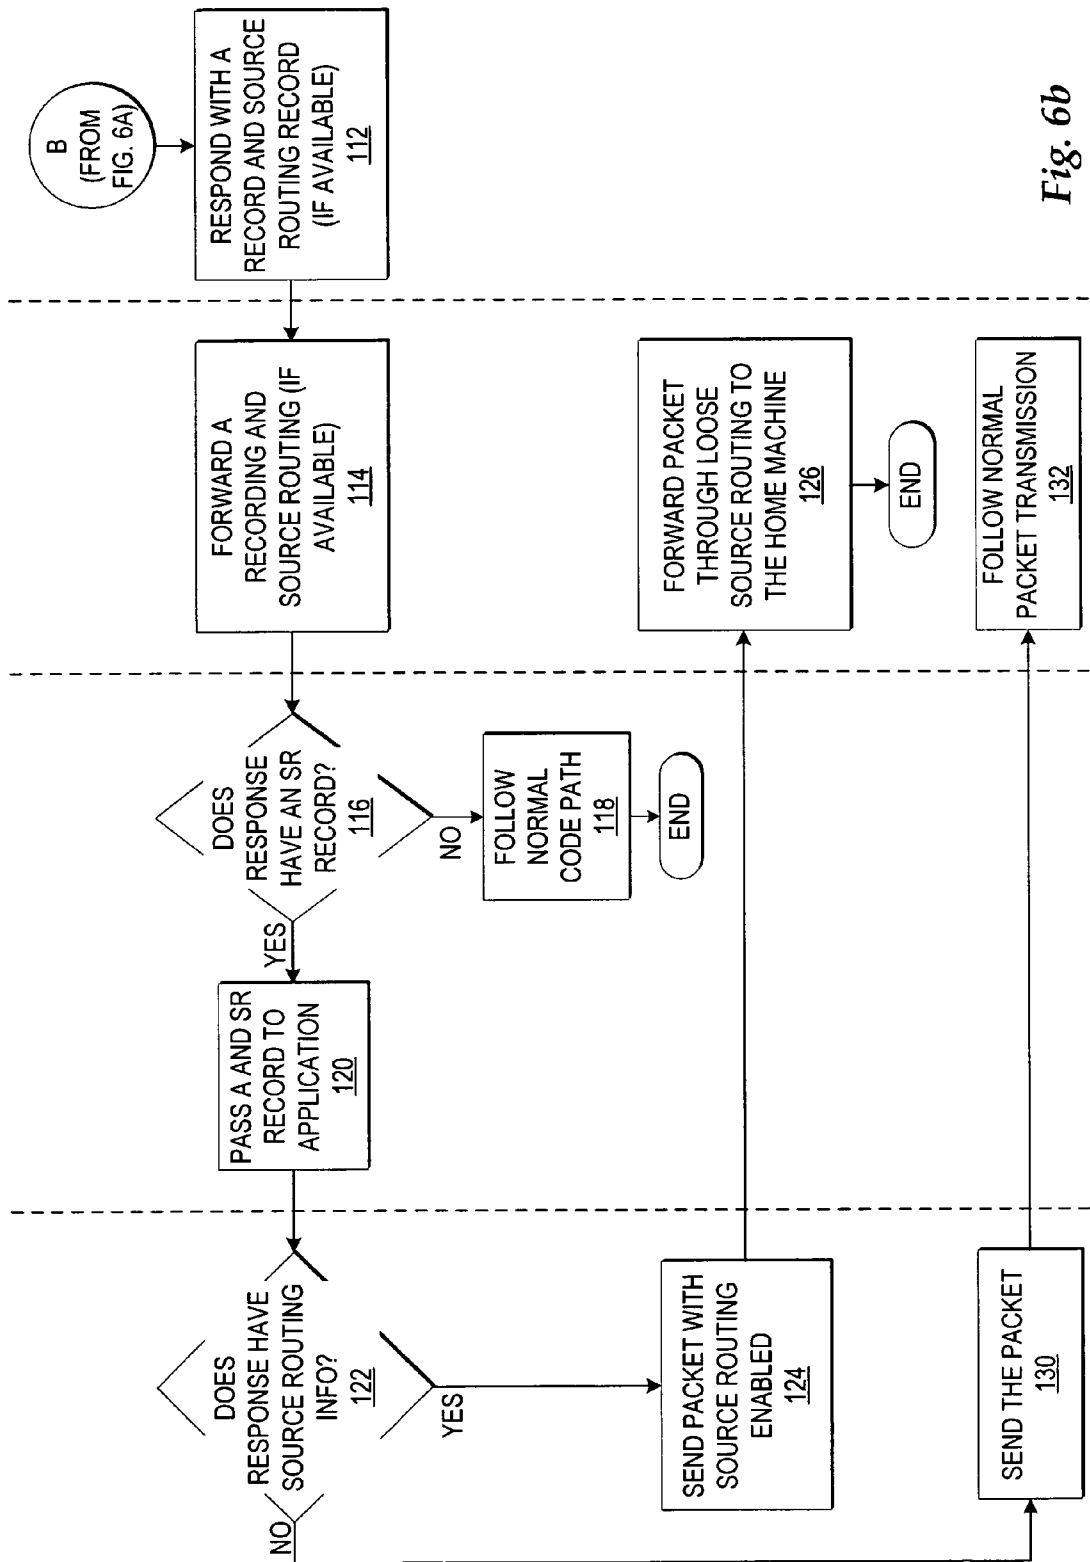 B
(FROM
FIG. 6A)
RESPOND WITH A
RECORD AND SOURCE
ROUTING RECORD
(IF AVAILABLE)
112
FORWARD A
RECORDING AND
SOURCE ROUTING (IF
AVAILABLE)
114
DOES
RESPONSE
HAVE AN SR
RECORD?
116
NO
FOLLOW
NORMAL
CODE PATH
118
END
YES
PASS A AND SR
RECORD TO
APPLICATION
120
DOES
RESPONSE HAVE
SOURCE ROUTING
INFO?
122
YES
SEND PACKET WITH
SOURCE ROUTING
ENABLED
124
FORWARD PACKET
THROUGH LOOSE
SOURCE ROUTING TO
THE HOME MACHINE
126
END
NO
SEND THE PACKET
130
FOLLOW NORMAL
PACKET TRANSMISSION
132
Fig. 6b